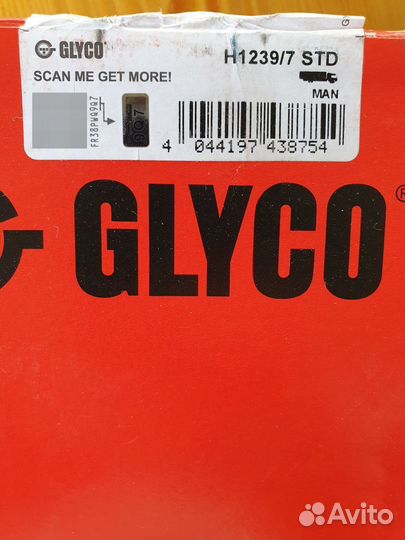 GLYCO
H1239/7 STD
SCAN ME GET MORE!
MAN
FR38PWQ9Q7
9Q7
4 044197 438754
GLYCO®
Avito